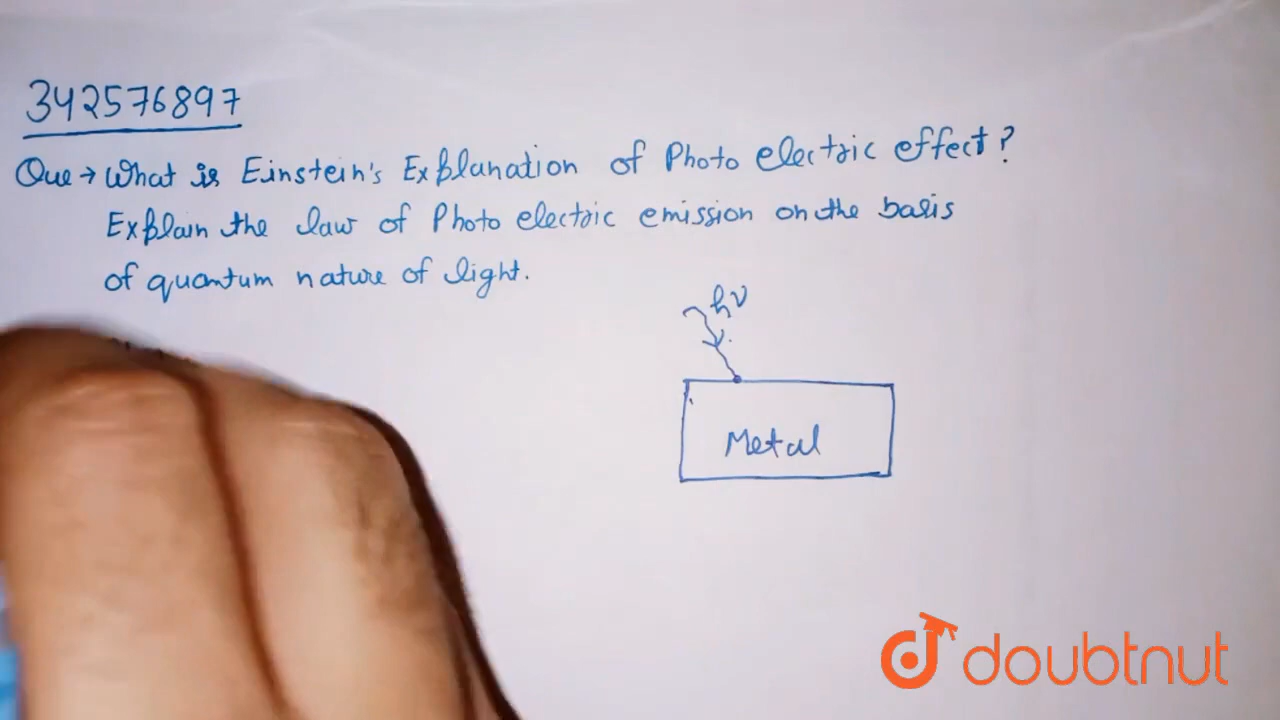 342576897
Que → What is Einstein's Explanation of Photo electric effect?
Explain the law of Photo electric emission on the basis
of quantum nature of light.
hν
Metal
doubtnut